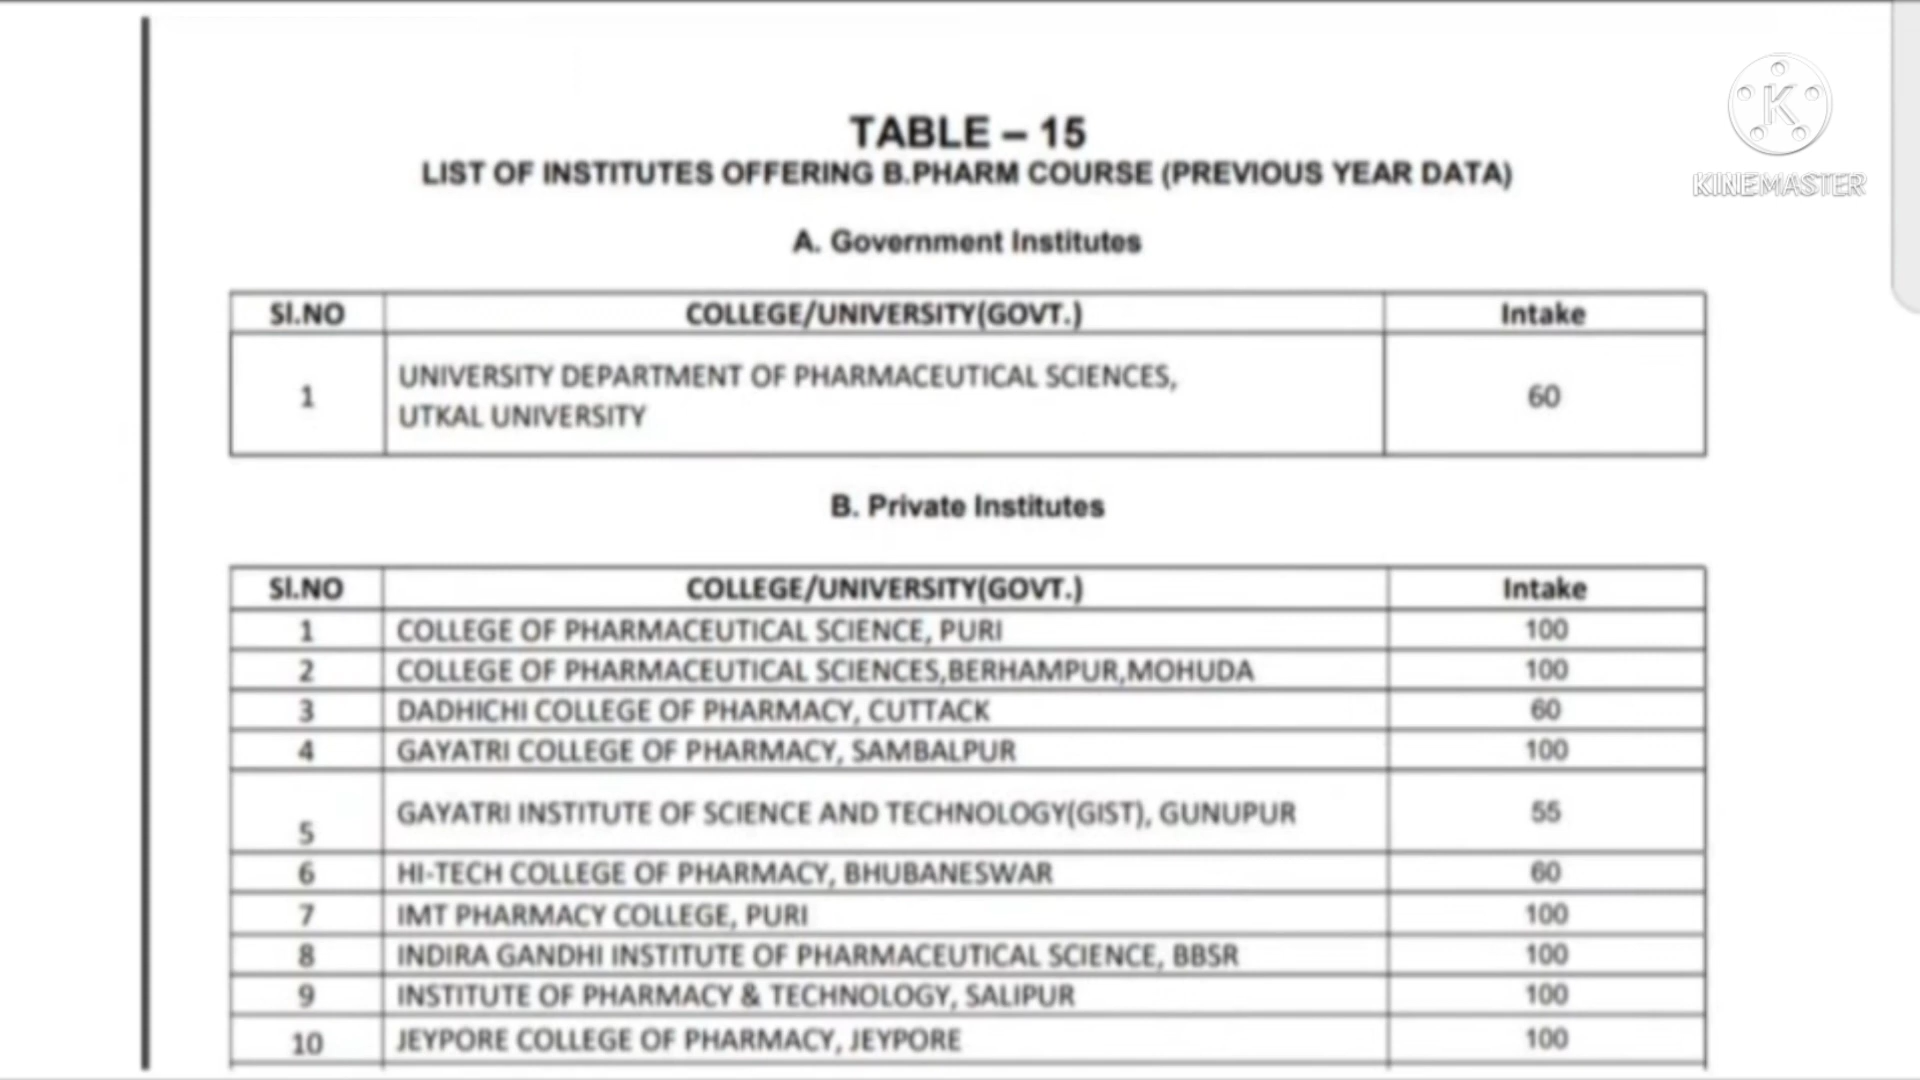 TABLE – 15
LIST OF INSTITUTES OFFERING B.PHARM COURSE (PREVIOUS YEAR DATA)
KINEMASTER
A. Government Institutes
Sl.NO COLLEGE/UNIVERSITY(GOVT.) Intake
1 UNIVERSITY DEPARTMENT OF PHARMACEUTICAL SCIENCES, 60
UTKAL UNIVERSITY
B. Private Institutes
Sl.NO COLLEGE/UNIVERSITY(GOVT.) Intake
1 COLLEGE OF PHARMACEUTICAL SCIENCE, PURI 100
2 COLLEGE OF PHARMACEUTICAL SCIENCES,BERHAMPUR,MOHUDA 100
3 DADHICHI COLLEGE OF PHARMACY, CUTTACK 60
4 GAYATRI COLLEGE OF PHARMACY, SAMBALPUR 100
5 GAYATRI INSTITUTE OF SCIENCE AND TECHNOLOGY(GIST), GUNUPUR 55
6 HI-TECH COLLEGE OF PHARMACY, BHUBANESWAR 60
7 IMT PHARMACY COLLEGE, PURI 100
8 INDIRA GANDHI INSTITUTE OF PHARMACEUTICAL SCIENCE, BBSR 100
9 INSTITUTE OF PHARMACY & TECHNOLOGY, SALIPUR 100
10 JEYPORE COLLEGE OF PHARMACY, JEYPORE 100